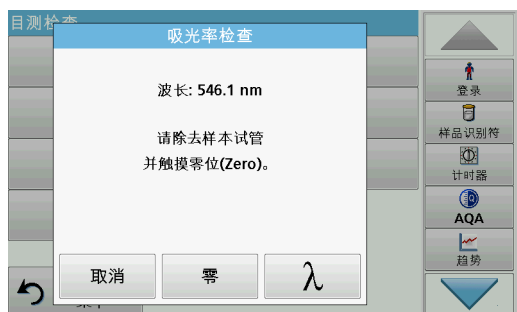 目测检查
吸光率检查
波长: 546.1 nm
请除去样本试管
并触摸零位(Zero)。
取消
零
λ
登录
样品识别符
计时器
AQA
趋势